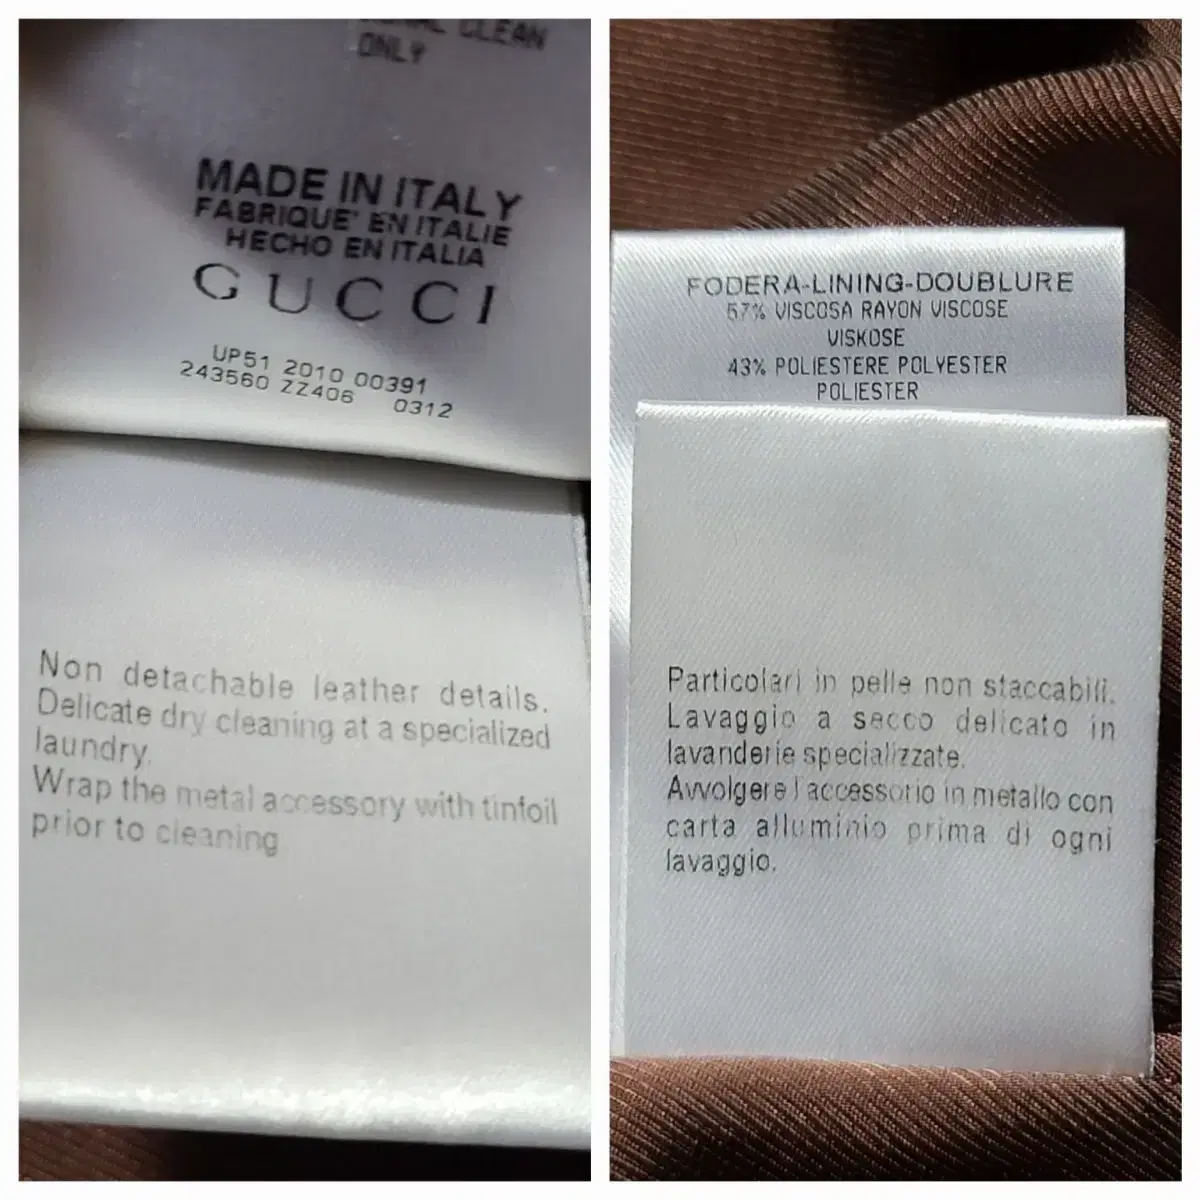 CLEAN
ONLY
MADE IN ITALY
FABRIQUE' EN ITALIE
HECHO EN ITALIA
GUCCI
UP51 2010 00391
243560 ZZ406 0312
Non detachable leather details.
Delicate dry cleaning at a specialized
laundry.
Wrap the metal accessory with tinfoil
prior to cleaning
FODERA-LINING-DOUBLURE
57% VISCOSA RAYON VISCOSE
VISKOSE
43% POLIESTERE POLYESTER
POLIESTER
Particolari in pelle non staccabili.
Lavaggio a secco delicato in
lavanderie specializzate.
Avvolgere l'accessorio in metallo con
carta alluminio prima di ogni
lavaggio.